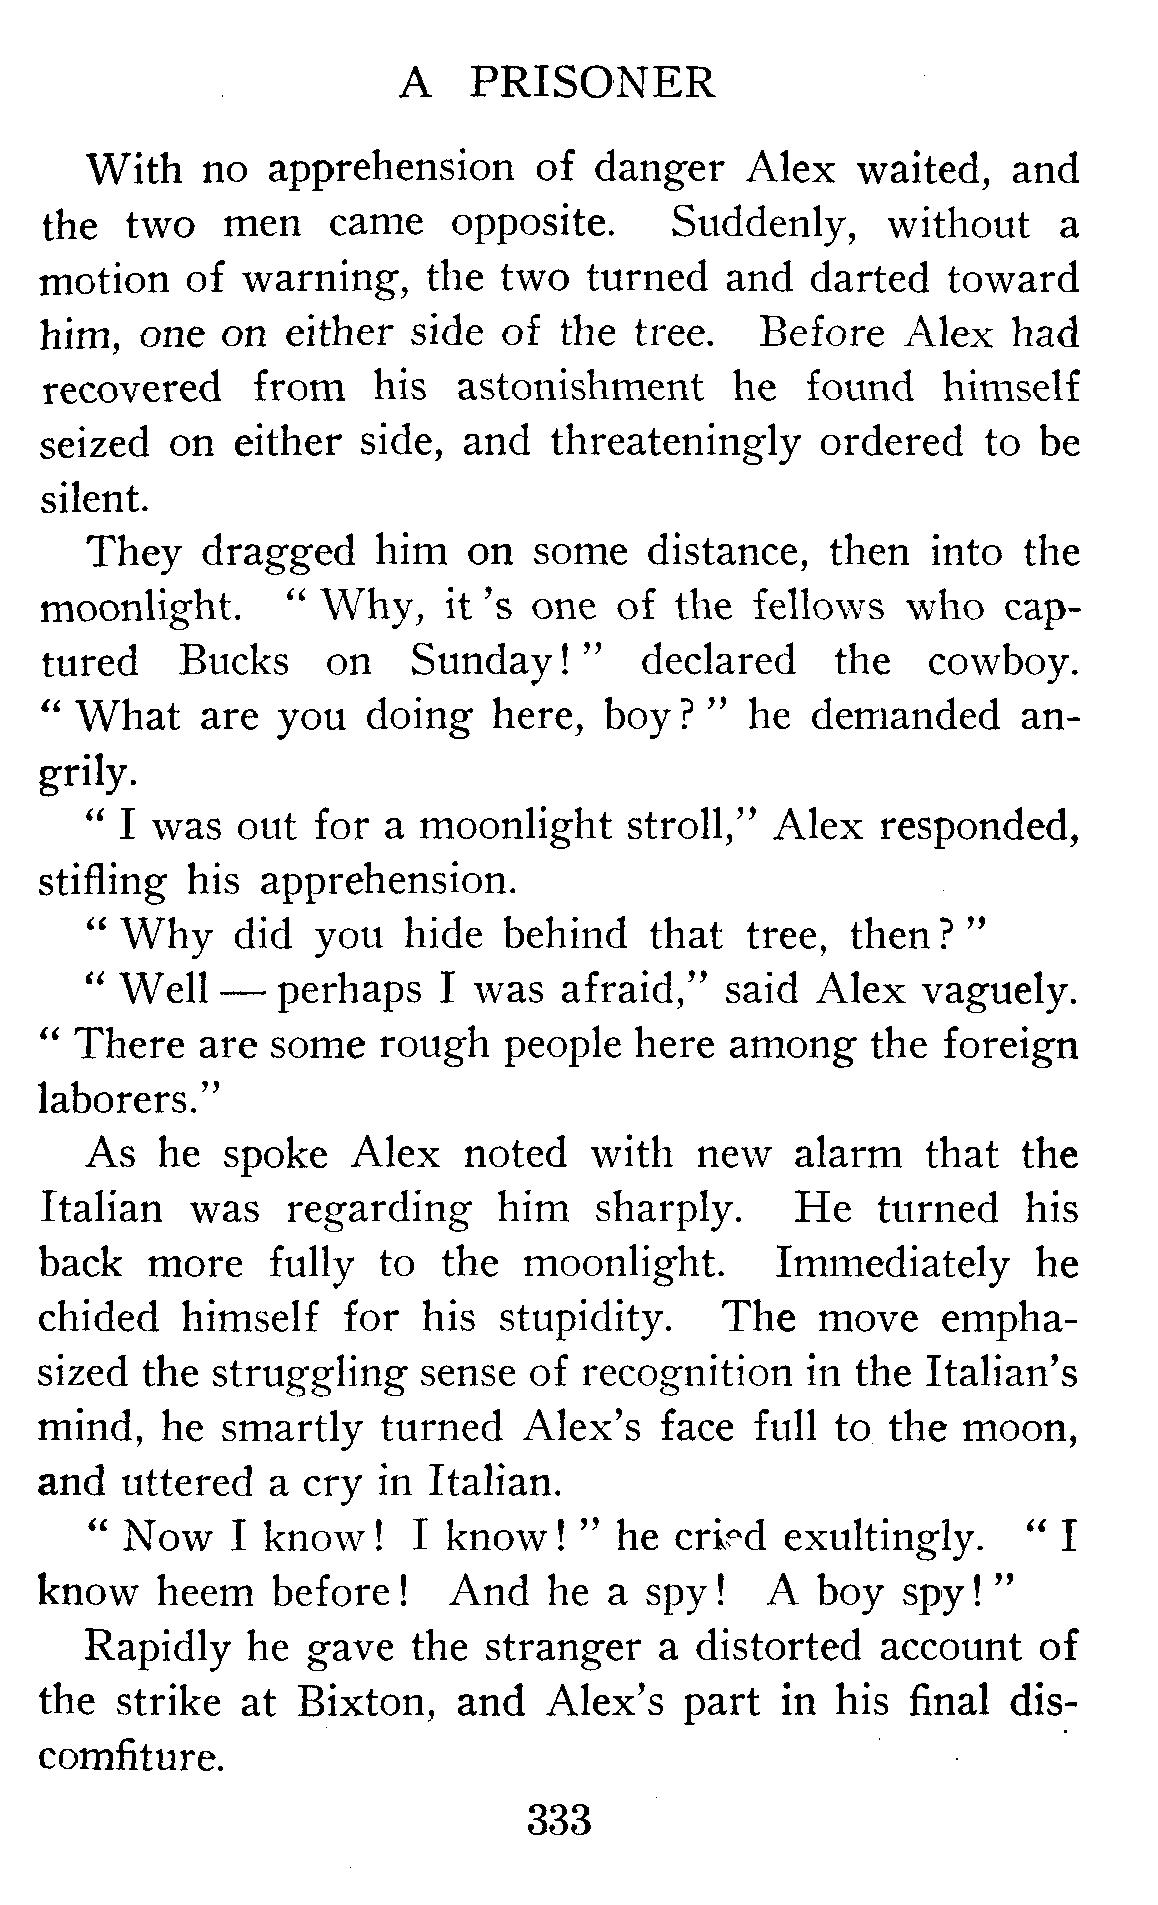 A PRISONER
With no apprehension of danger Alex waited, and
the two men came opposite. Suddenly, without a
motion of warning, the two turned and darted toward
him, one on either side of the tree. Before Alex had
recovered from his astonishment he found himself
seized on either side, and threateningly ordered to be
silent.
They dragged him on some distance, then into the
moonlight. “ Why, it ’s one of the fellows who cap-
tured Bucks on Sunday! ” declared the cowboy.
“ What are you doing here, boy? ” he demanded an-
grily.
“ I was out for a moonlight stroll,” Alex responded,
stifling his apprehension.
“ Why did you hide behind that tree, then? ”
“ Well — perhaps I was afraid,” said Alex vaguely.
“ There are some rough people here among the foreign
laborers.”
As he spoke Alex noted with new alarm that the
Italian was regarding him sharply. He turned his
back more fully to the moonlight. Immediately he
chided himself for his stupidity. The move empha-
sized the struggling sense of recognition in the Italian’s
mind, he smartly turned Alex’s face full to the moon,
and uttered a cry in Italian.
“ Now I know! I know! ” he cried exultingly. “ I
know heem before! And he a spy! A boy spy! ”
Rapidly he gave the stranger a distorted account of
the strike at Bixton, and Alex’s part in his final dis-
comfiture.
333